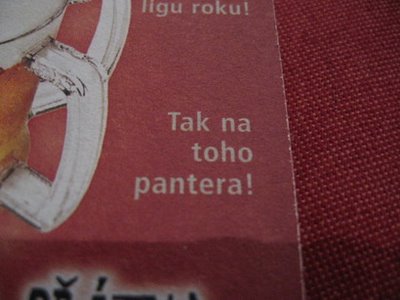 ligu roku!
Tak na
toho
pantera!